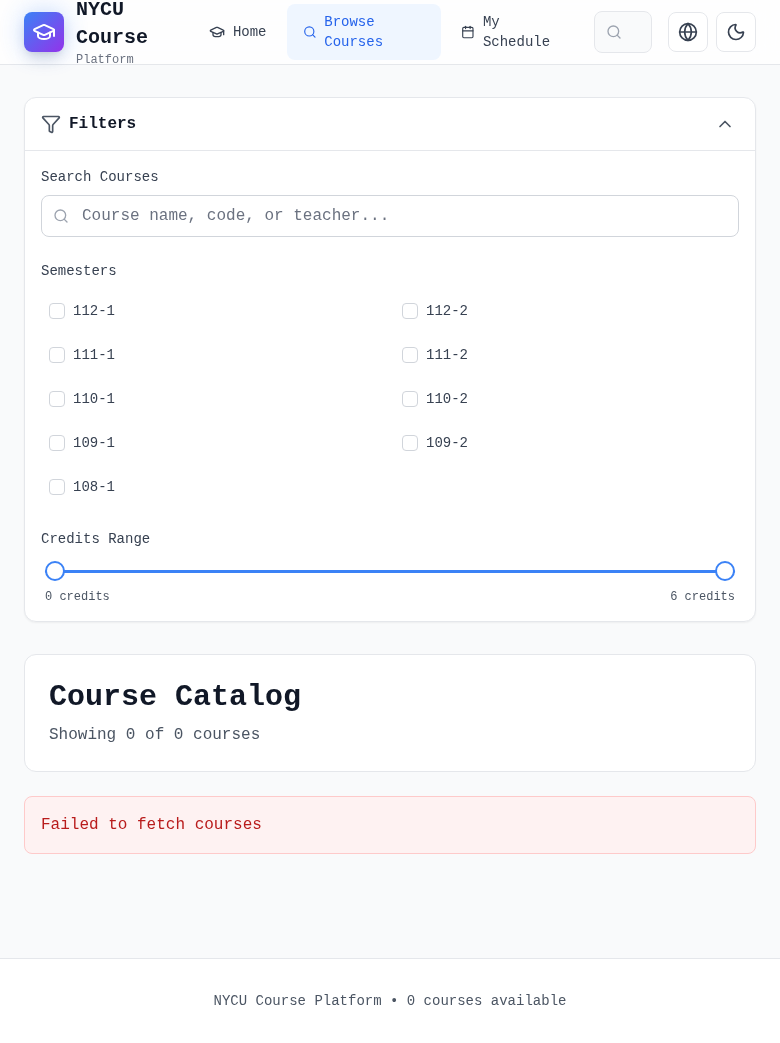 NYCU
Course
Platform
Home
Browse
Courses
My
Schedule
Filters
Search Courses
Course name, code, or teacher...
Semesters
112-1
112-2
111-1
111-2
110-1
110-2
109-1
109-2
108-1
Credits Range
0 credits
6 credits
Course Catalog
Showing 0 of 0 courses
Failed to fetch courses
NYCU Course Platform • 0 courses available